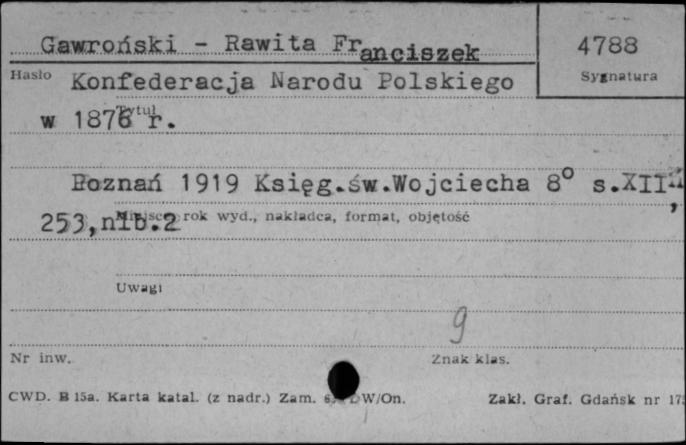 Gawroński - Rawita Franciszek
4788
Hasło
Sygnatura
Konfederacja Narodu Polskiego
Tytuł
w 1876 r.
Poznań 1919 Księg.św.Wojciecha 8° s.XII,
Miejsce, rok wyd., nakładca, format, objętość
253,nlb.2
Uwagi
9
Nr inw.
Znak klas.
CWD. B 15a. Karta katal. (z nadr.) Zam. W/On.
Zakł. Graf. Gdańsk nr